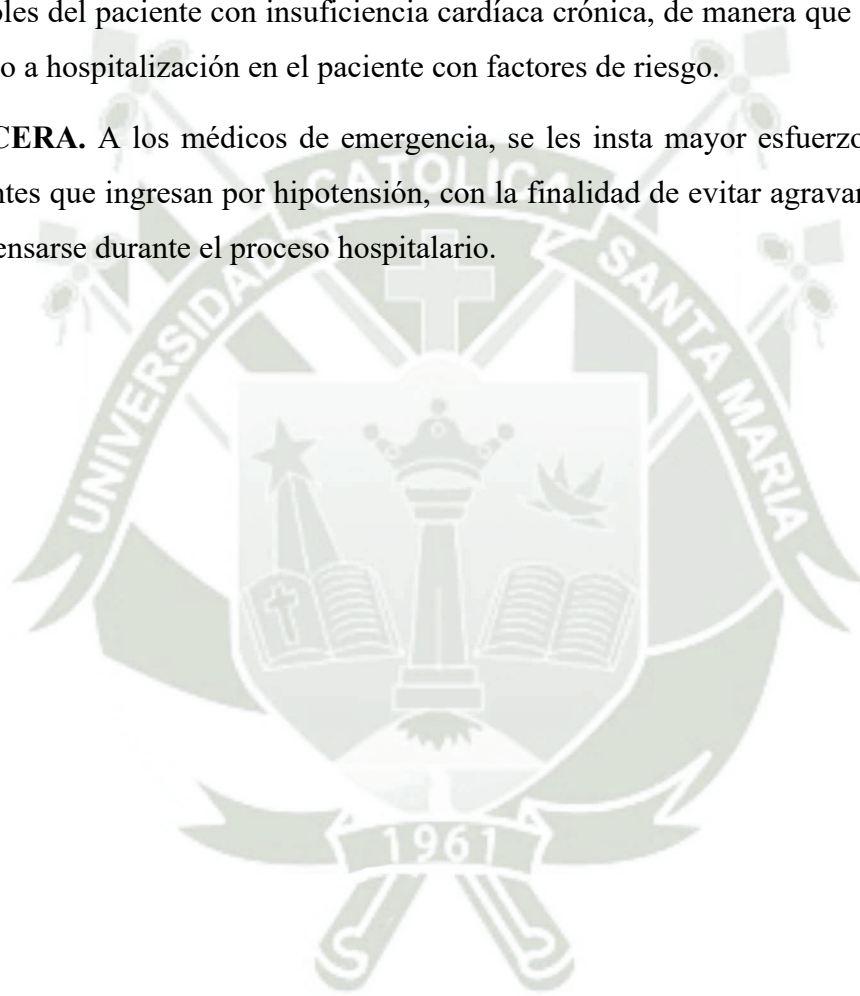 oles del paciente con insuficiencia cardíaca crónica, de manera que
o a hospitalización en el paciente con factores de riesgo.
CERA. A los médicos de emergencia, se les insta mayor esfuerzo
ntes que ingresan por hipotensión, con la finalidad de evitar agravar
ensarse durante el proceso hospitalario.
UNIVERSIDAD CATOLICA SANTA MARIA
1961